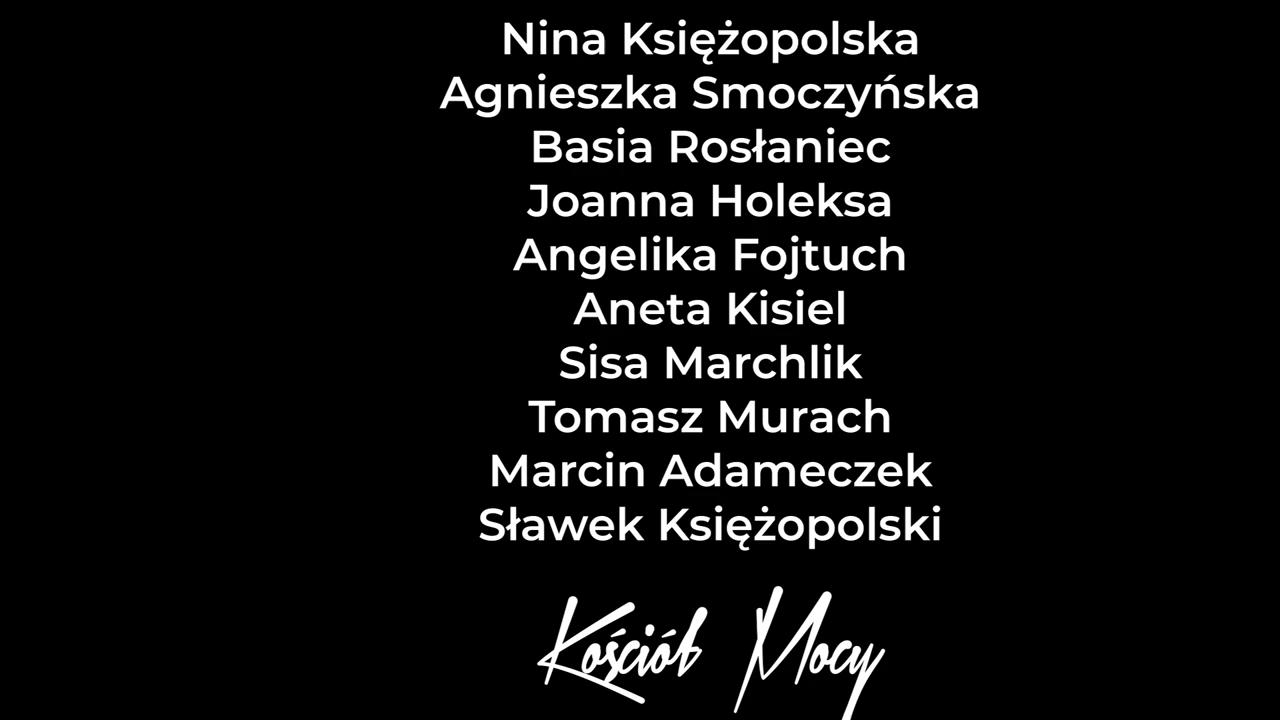 Nina Księżopolska
Agnieszka Smoczyńska
Basia Rosłaniec
Joanna Holeksa
Angelika Fojtuch
Aneta Kisiel
Sisa Marchlik
Tomasz Murach
Marcin Adameczek
Sławek Księżopolski
Kościół Mocy